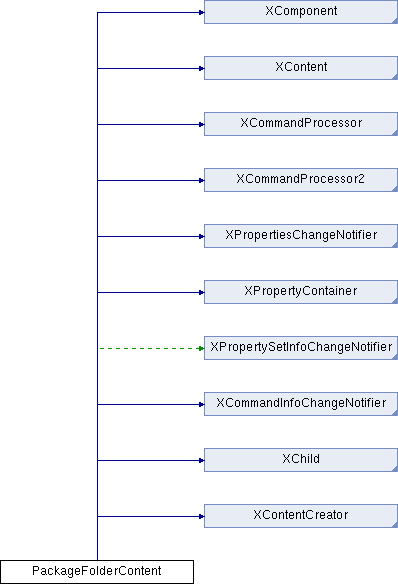 XComponent
XContent
XCommandProcessor
XCommandProcessor2
XPropertiesChangeNotifier
XPropertyContainer
XPropertySetInfoChangeNotifier
XCommandInfoChangeNotifier
XChild
XContentCreator
PackageFolderContent